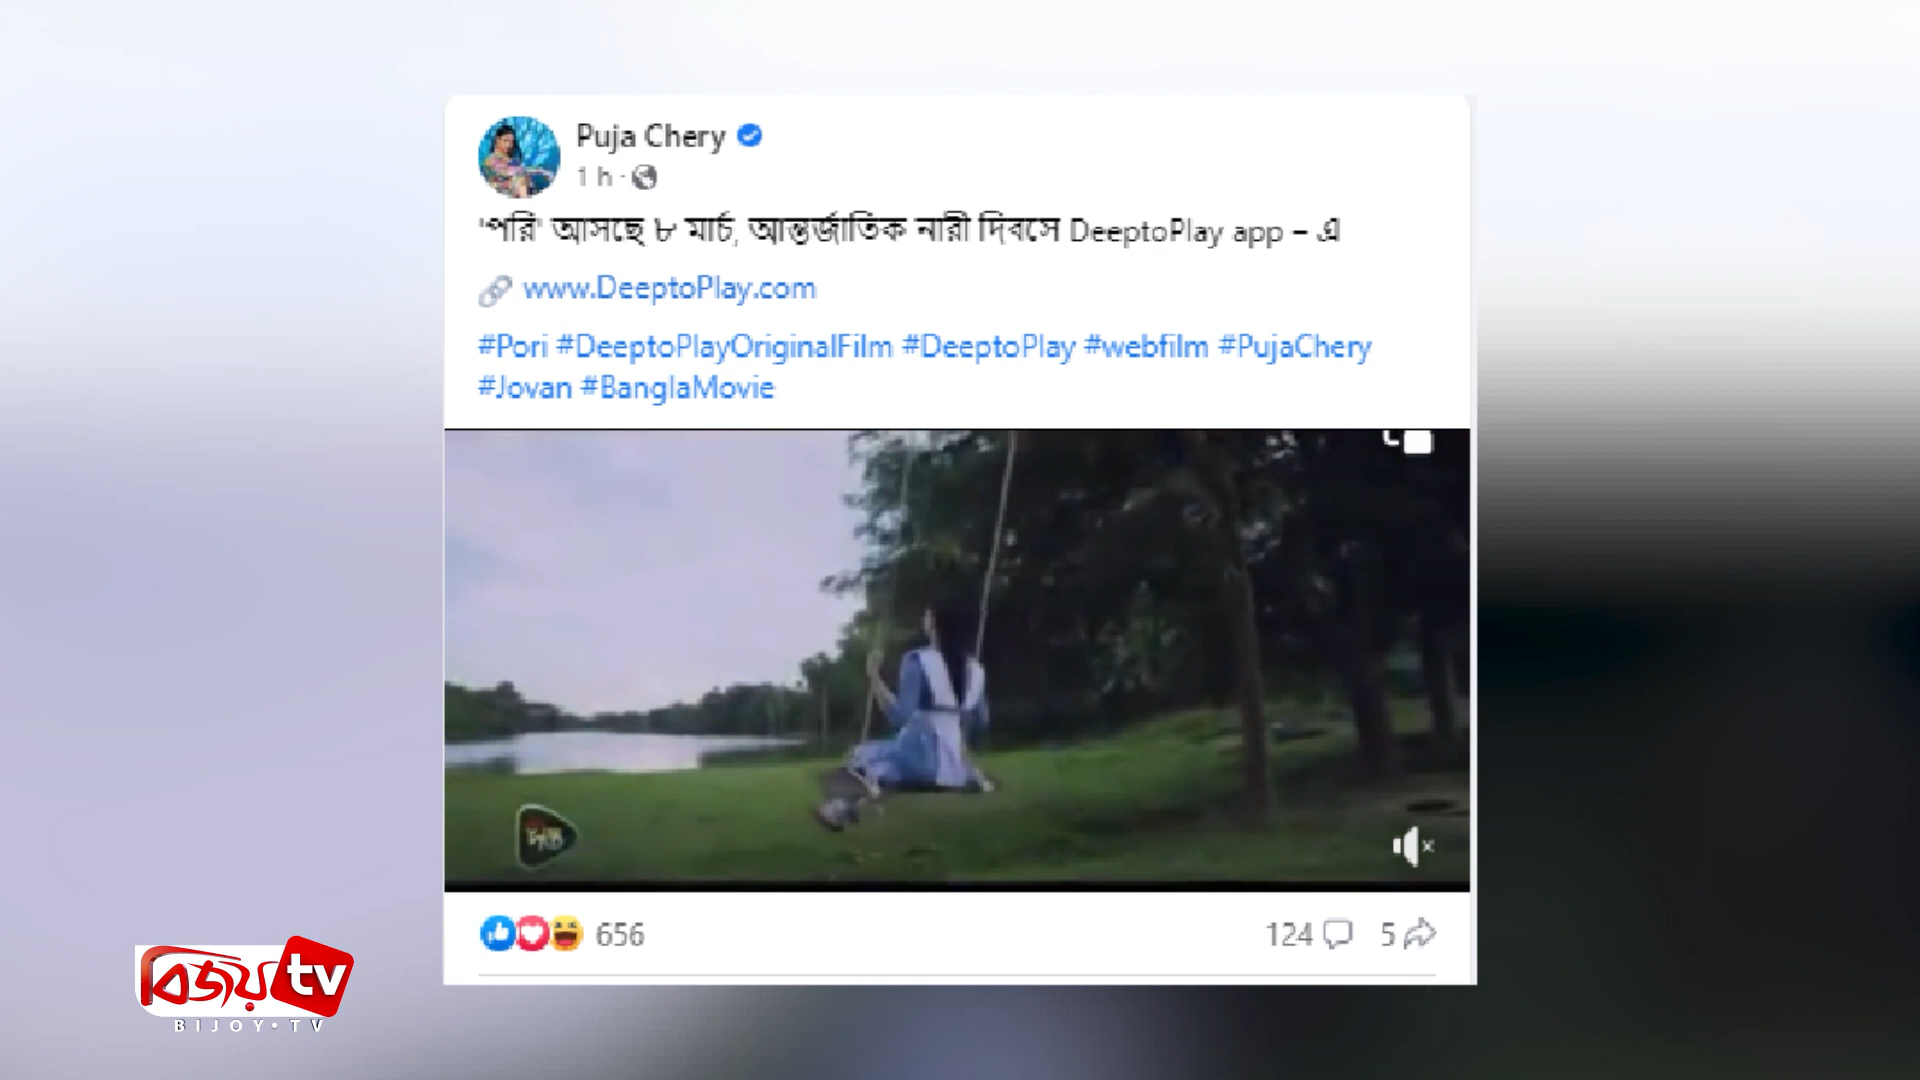 Puja Chery
1 h
'পরি' আসছে ৮ মার্চ, আন্তর্জাতিক নারী দিবসে DeeptoPlay app – এ
www.DeeptoPlay.com
#Pori #DeeptoPlayOriginalFilm #DeeptoPlay #webfilm #PujaChery
#Jovan #BanglaMovie
656
124 5
বিজয় tv
BIJOY•TV